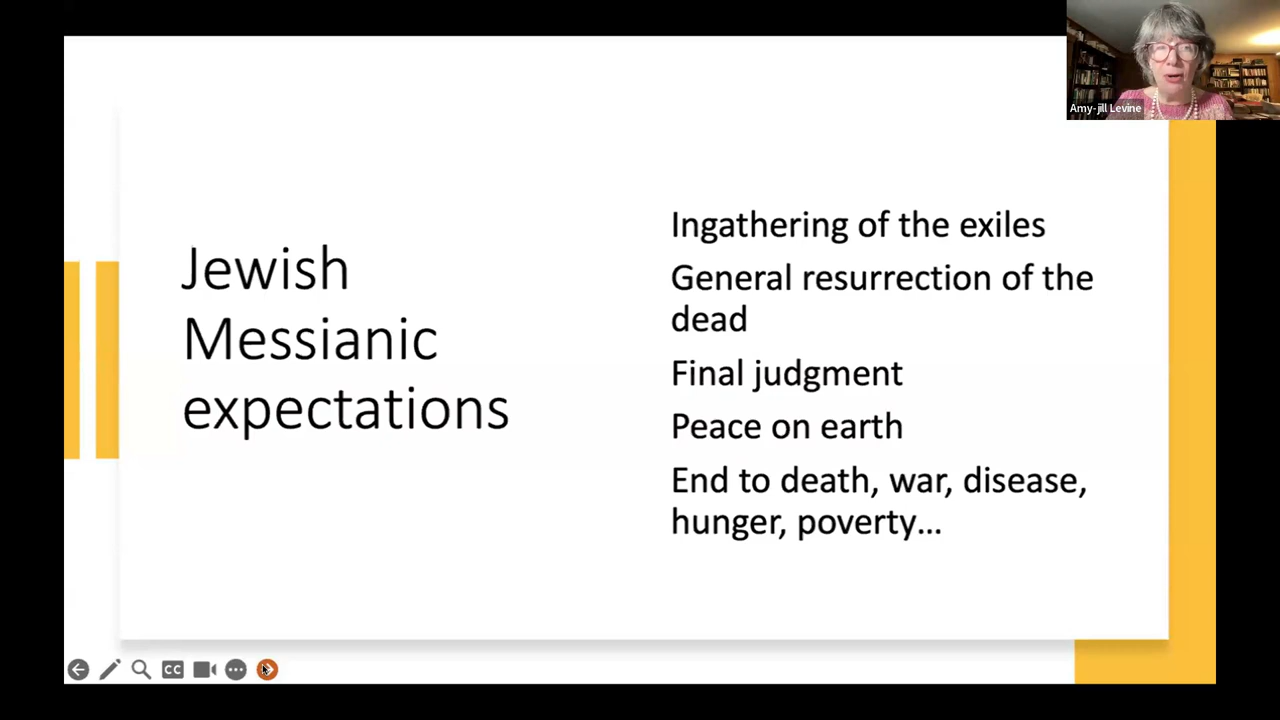 Amy-jill Levine
Jewish
Messianic
expectations
Ingathering of the exiles
General resurrection of the
dead
Final judgment
Peace on earth
End to death, war, disease,
hunger, poverty...
CC